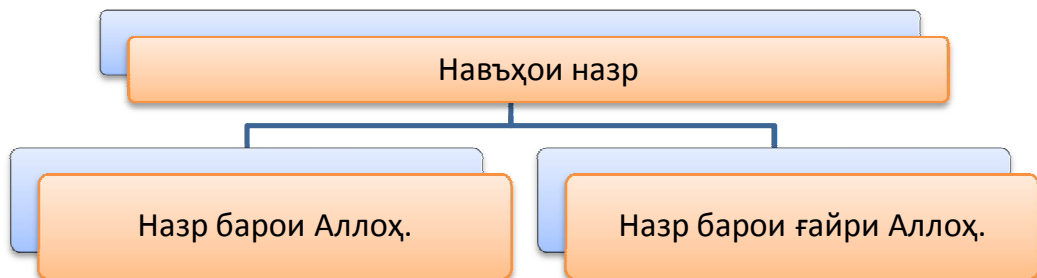 Навъҳои назр
Назр барои Аллоҳ.
Назр барои ғайри Аллоҳ.